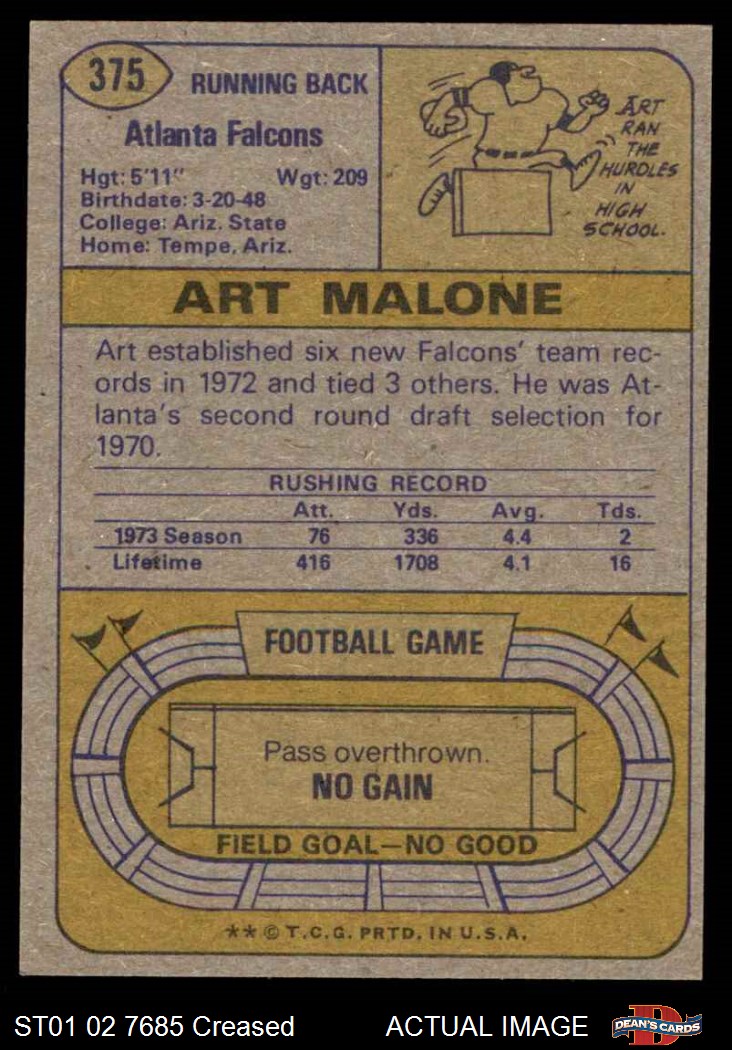 375
RUNNING BACK
Atlanta Falcons
Hgt: 5'11" Wgt: 209
Birthdate: 3-20-48
College: Ariz. State
Home: Tempe, Ariz.
ART
RAN
THE
HURDLES
IN
HIGH
SCHOOL.
ART MALONE
Art established six new Falcons' team rec-
ords in 1972 and tied 3 others. He was At-
lanta's second round draft selection for
1970.
RUSHING RECORD
Att. Yds. Avg. Tds.
1973 Season 76 336 4.4 2
Lifetime 416 1708 4.1 16
FOOTBALL GAME
Pass overthrown.
NO GAIN
FIELD GOAL—NO GOOD
** © T.C.G. PRTD. IN U.S.A.
ST01 02 7685 Creased ACTUAL IMAGE
D
DEAN'S CARDS